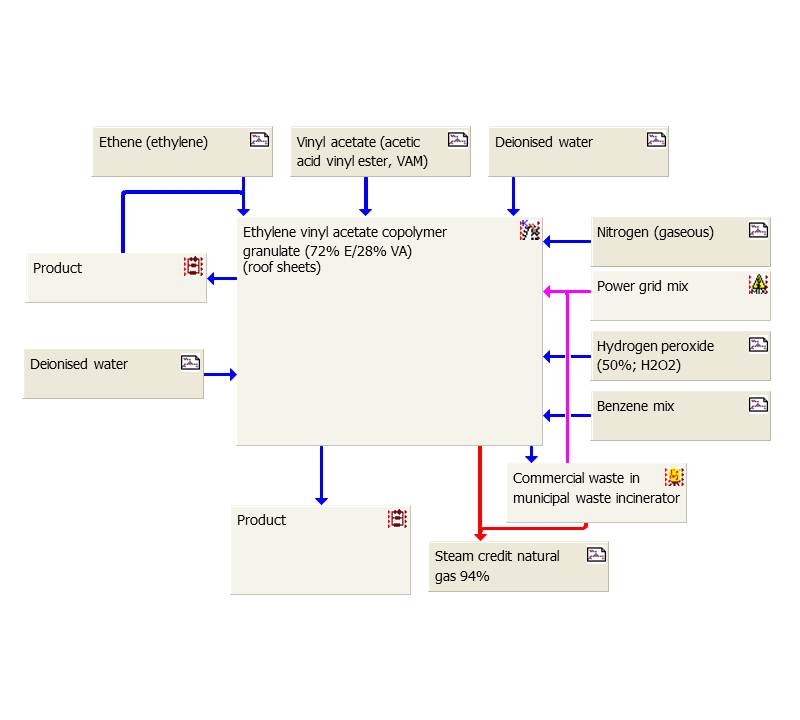 Ethene (ethylene)
Vinyl acetate (acetic
acid vinyl ester, VAM)
Deionised water
Ethylene vinyl acetate copolymer
granulate (72% E/28% VA)
(roof sheets)
Nitrogen (gaseous)
Product
Power grid mix
Deionised water
Hydrogen peroxide
(50%; H2O2)
Benzene mix
Commercial waste in
municipal waste incinerator
Product
Steam credit natural
gas 94%